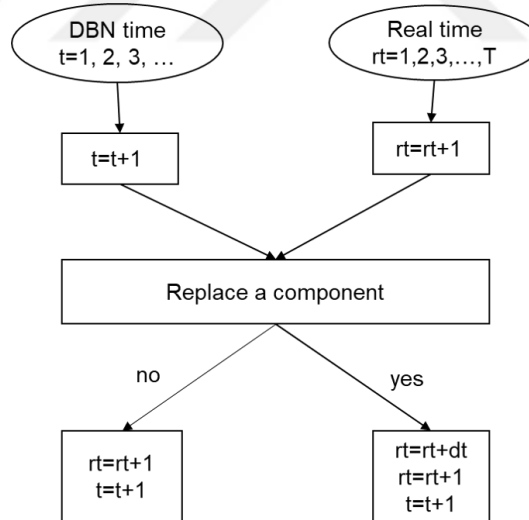 DBN time
t=1, 2, 3, …
Real time
rt=1,2,3,…,T
t=t+1
rt=rt+1
Replace a component
no
yes
rt=rt+1
t=t+1
rt=rt+dt
rt=rt+1
t=t+1